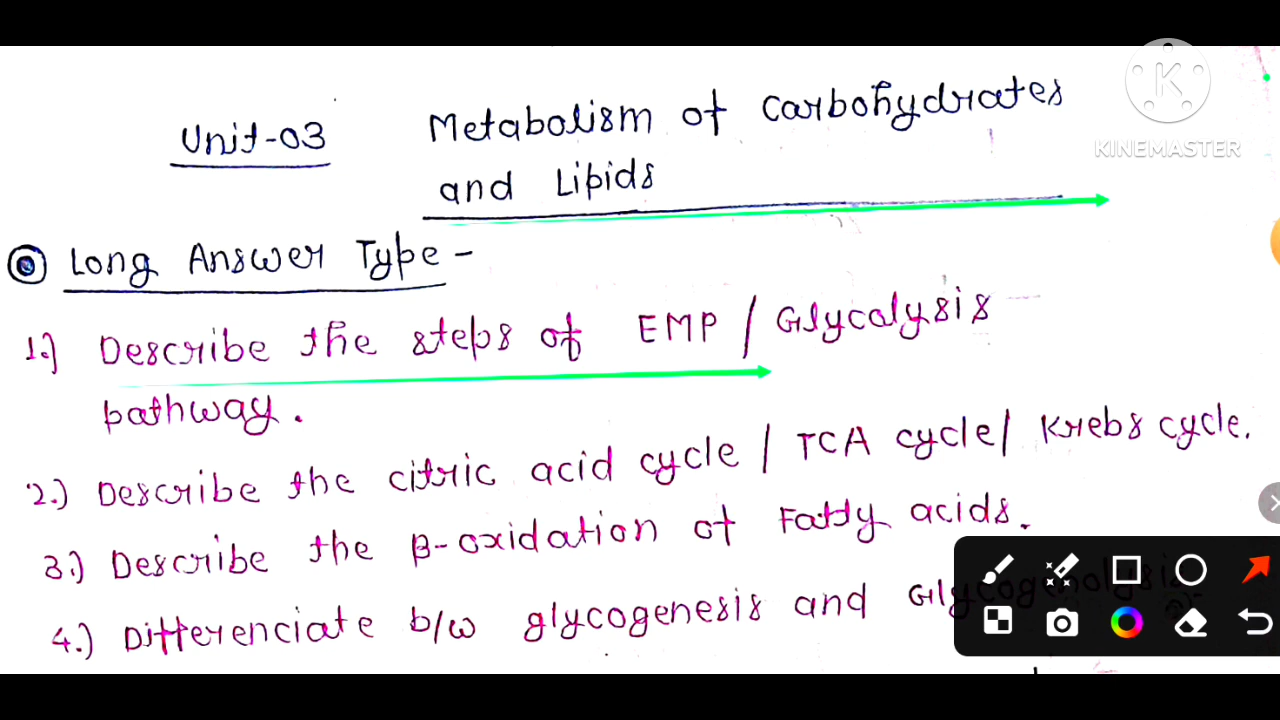 Unit-03 Metabolism of Carbohydrates
KINEMASTER
and Lipids
Long Answer Type -
1.) Describe the steps of EMP / Glycolysis
pathway.
2.) Describe the citric acid cycle / TCA cycle / Krebs cycle.
3.) Describe the β-oxidation of Fatty acids.
4.) Differenciate b/w glycogenesis and Glycogenolysis